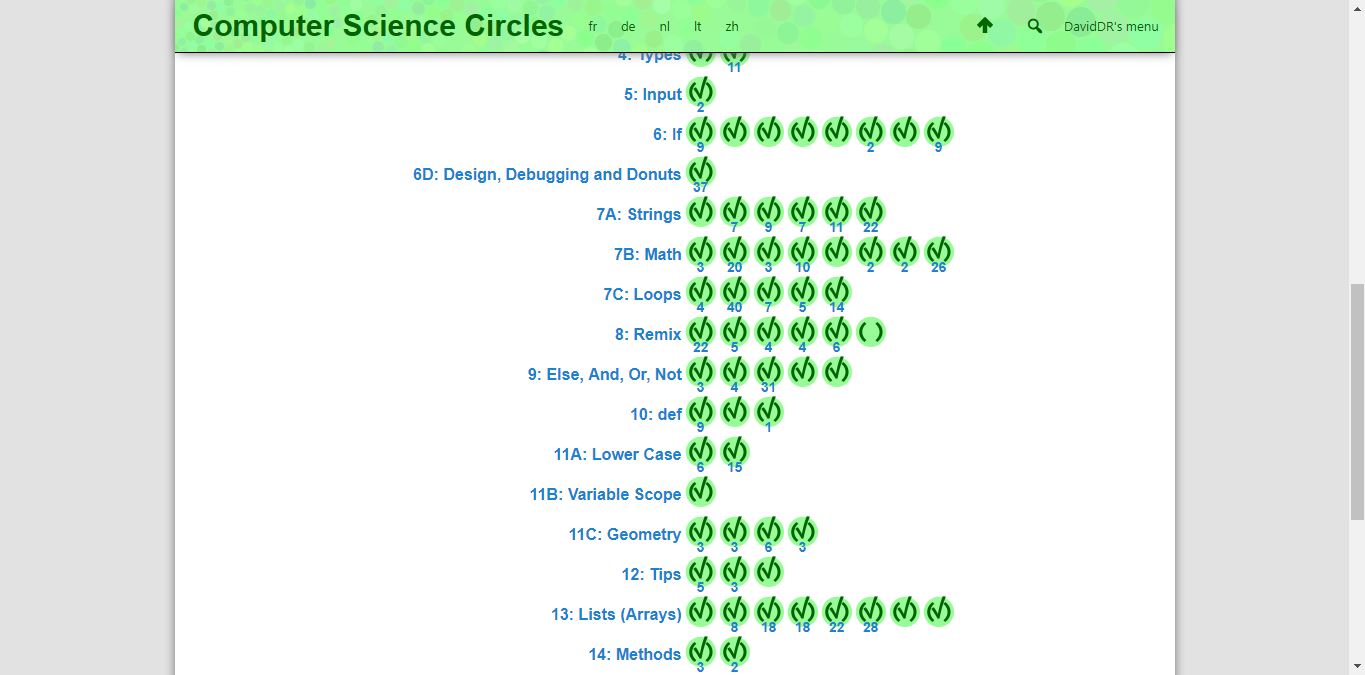 Computer Science Circles fr de nl lt zh DavidDR's menu
4: Types
11
5: Input
2
6: If
9 2 9
6D: Design, Debugging and Donuts
37
7A: Strings
7 9 7 11 22
7B: Math
3 20 3 10 2 2 26
7C: Loops
4 40 7 5 14
8: Remix
22 5 4 4 6
9: Else, And, Or, Not
3 4 31
10: def
9 1
11A: Lower Case
6 15
11B: Variable Scope
11C: Geometry
3 3 6 3
12: Tips
5 3
13: Lists (Arrays)
8 18 18 22 28
14: Methods
3 2